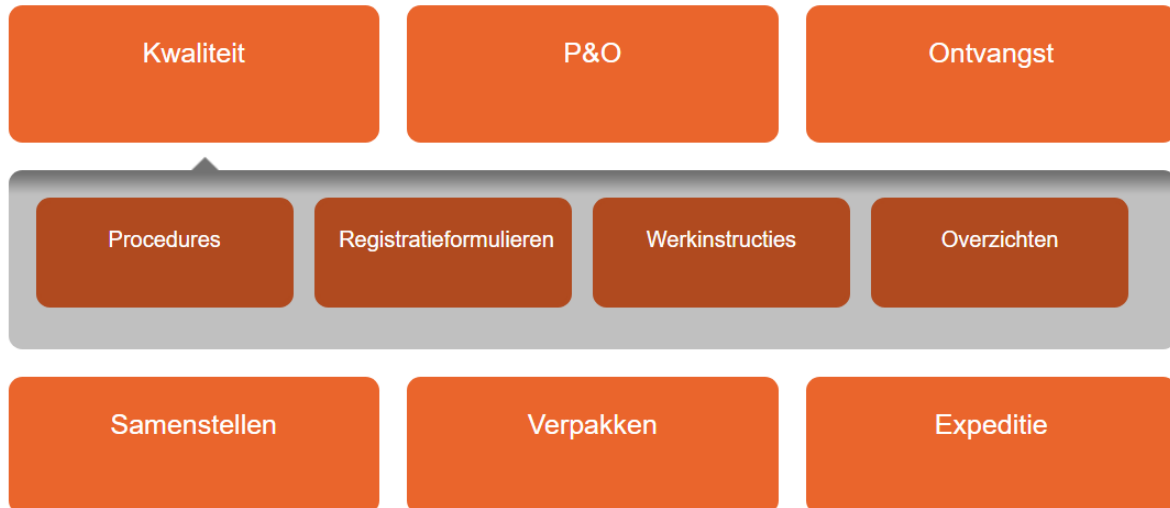 Kwaliteit
P&O
Ontvangst
Procedures
Registratieformulieren
Werkinstructies
Overzichten
Samenstellen
Verpakken
Expeditie